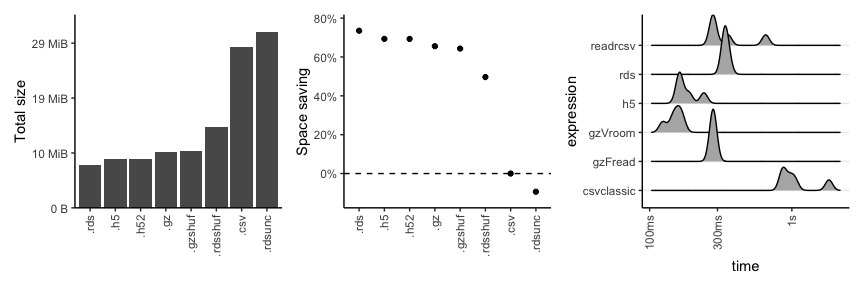 Total size
29 MiB
19 MiB
10 MiB
0 B
.rds
.h5
.h52
.gz
.gzshuf
.rdsshuf
.csv
.rdsunc
Space saving
80%
60%
40%
20%
0%
.rds
.h5
.h52
.gz
.gzshuf
.rdsshuf
.csv
.rdsunc
expression
readrcsv
rds
h5
gzVroom
gzFread
csvclassic
100ms
300ms
1s
time